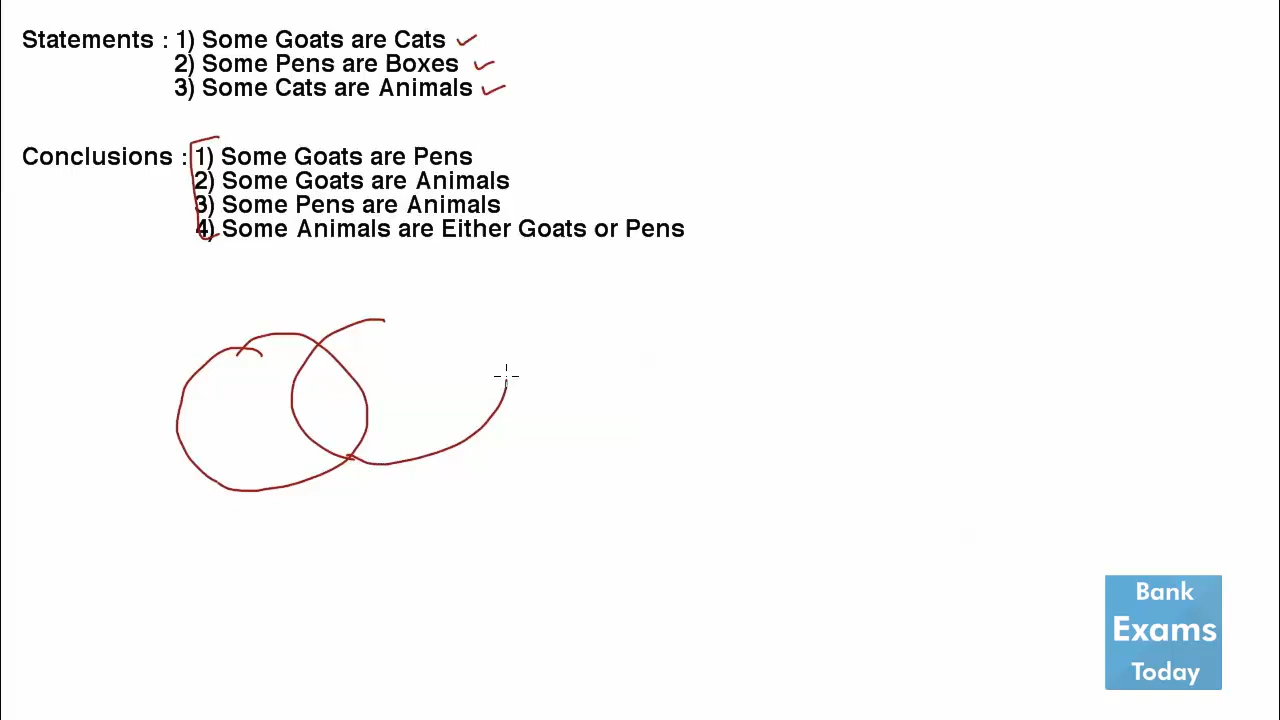 Statements : 1) Some Goats are Cats
2) Some Pens are Boxes
3) Some Cats are Animals
Conclusions : 1) Some Goats are Pens
2) Some Goats are Animals
3) Some Pens are Animals
4) Some Animals are Either Goats or Pens
Bank
Exams
Today